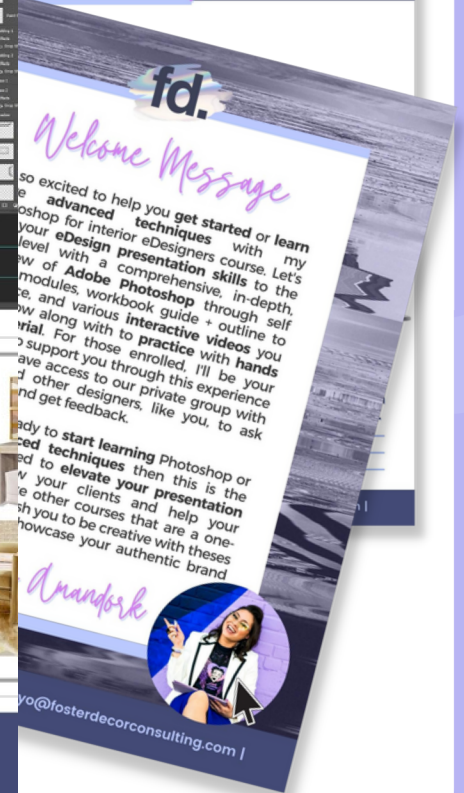 fd.
Welcome Message
so excited to help you get started or learn
advanced techniques with my
oshop for interior eDesigners course. Let's
your eDesign presentation skills to the
level with a comprehensive, in-depth,
ew of Adobe Photoshop through self
modules, workbook guide + outline to
ce, and various interactive videos you
ow along with to practice with hands
rial. For those enrolled, I'll be your
o support you through this experience
ave access to our private group with
d other designers, like you, to ask
nd get feedback.
ady to start learning Photoshop or
ced techniques then this is the
ed to elevate your presentation
w your clients and help your
e other courses that are a one-
sh you to be creative with theses
howcase your authentic brand
Amandork
yo@fosterdecorconsulting.com |